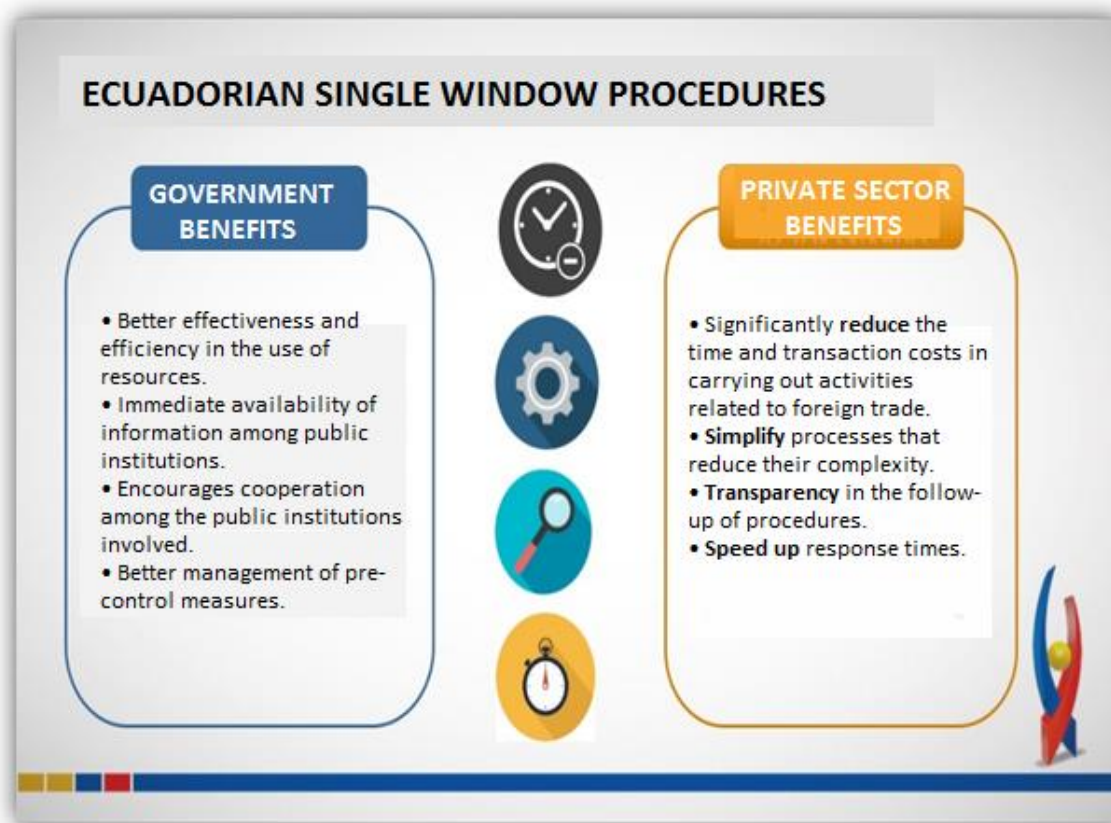 ECUADORIAN SINGLE WINDOW PROCEDURES
GOVERNMENT
BENEFITS
• Better effectiveness and
efficiency in the use of
resources.
• Immediate availability of
information among public
institutions.
• Encourages cooperation
among the public institutions
involved.
• Better management of pre-
control measures.
PRIVATE SECTOR
BENEFITS
• Significantly reduce the
time and transaction costs in
carrying out activities
related to foreign trade.
• Simplify processes that
reduce their complexity.
• Transparency in the follow-
up of procedures.
• Speed up response times.